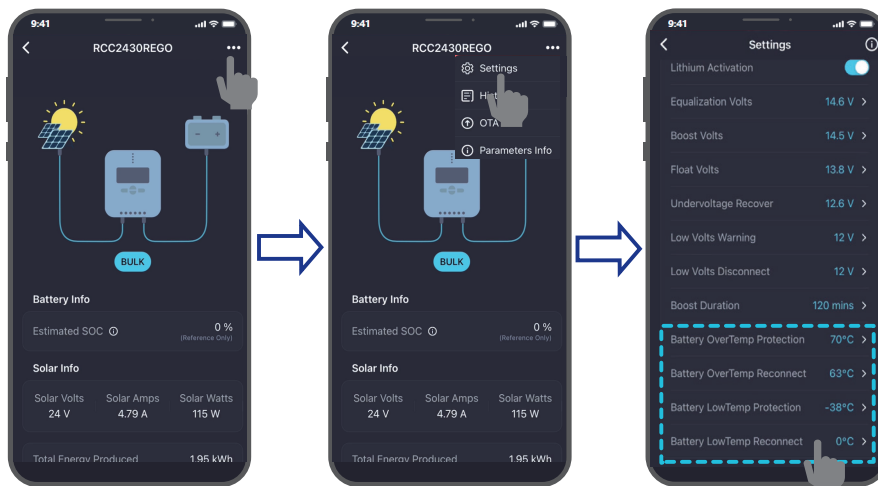 9:41
RCC2430REGO
BULK
Battery Info
Estimated SOC
0 %
(Reference Only)
Solar Info
Solar Volts Solar Amps Solar Watts
24 V 4.79 A 115 W
Total Energy Produced 1.95 kWh
9:41
RCC2430REGO
Settings
OTA
Parameters Info
BULK
Battery Info
Estimated SOC
0 %
(Reference Only)
Solar Info
Solar Volts Solar Amps Solar Watts
24 V 4.79 A 115 W
Total Energy Produced 1.95 kWh
9:41
Settings
Lithium Activation
Equalization Volts 14.6 V
Boost Volts 14.5 V
Float Volts 13.8 V
Undervoltage Recover 12.6 V
Low Volts Warning 12 V
Low Volts Disconnect 12 V
Boost Duration 120 mins
Battery OverTemp Protection 70°C
Battery OverTemp Reconnect 63°C
Battery LowTemp Protection -38°C
Battery LowTemp Reconnect 0°C